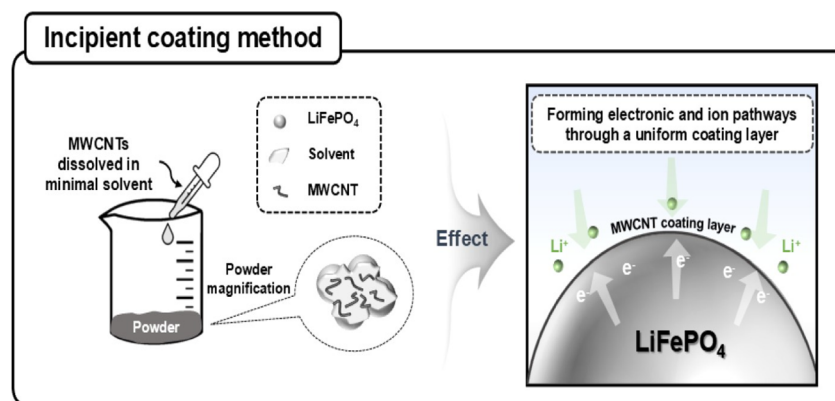 Incipient coating method
MWCNTs
dissolved in
minimal solvent
Powder
LiFePO₄
Solvent
MWCNT
Powder
magnification
Effect
Forming electronic and ion pathways
through a uniform coating layer
MWCNT coating layer
Li⁺
Li⁺
e⁻
e⁻
e⁻
e⁻
e⁻
LiFePO₄